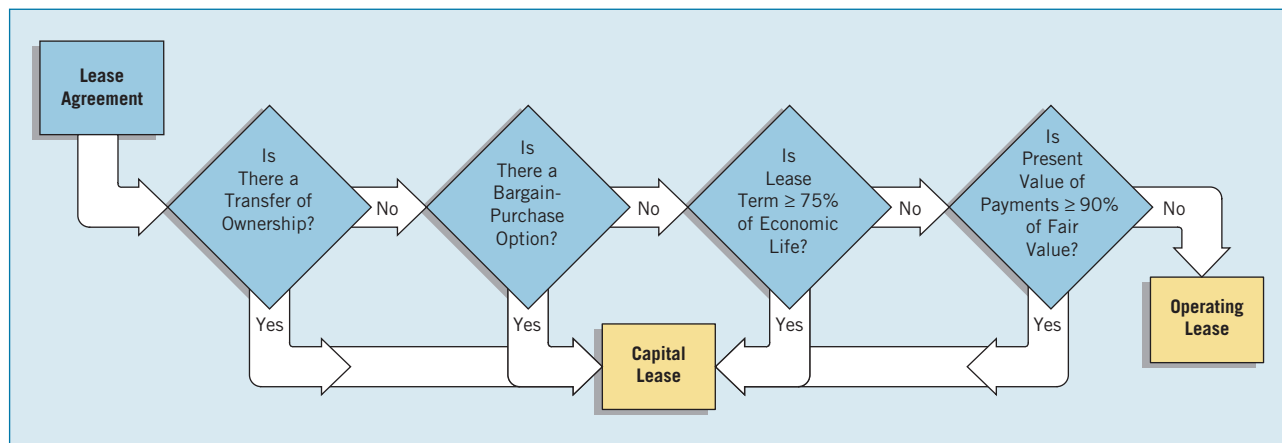 Lease
Agreement
Is
There a
Transfer of
Ownership?
No
Yes
Is
There a
Bargain-
Purchase
Option?
No
Yes
Is
Lease
Term ≥ 75%
of Economic
Life?
No
Yes
Is
Present
Value of
Payments ≥ 90%
of Fair
Value?
No
Yes
Capital
Lease
Operating
Lease